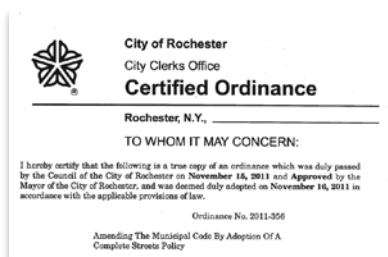 City of Rochester
City Clerks Office
Certified Ordinance
®
Rochester, N.Y.,
TO WHOM IT MAY CONCERN:
I hereby certify that the following is a true copy of an ordinance which was duly passed
by the Council of the City of Rochester on November 15, 2011 and Approved by the
Mayor of the City of Rochester, and was deemed duly adopted on November 16, 2011 in
accordance with the applicable provisions of law.
Ordinance No. 2011-356
Amending The Municipal Code By Adoption Of A
Complete Streets Policy